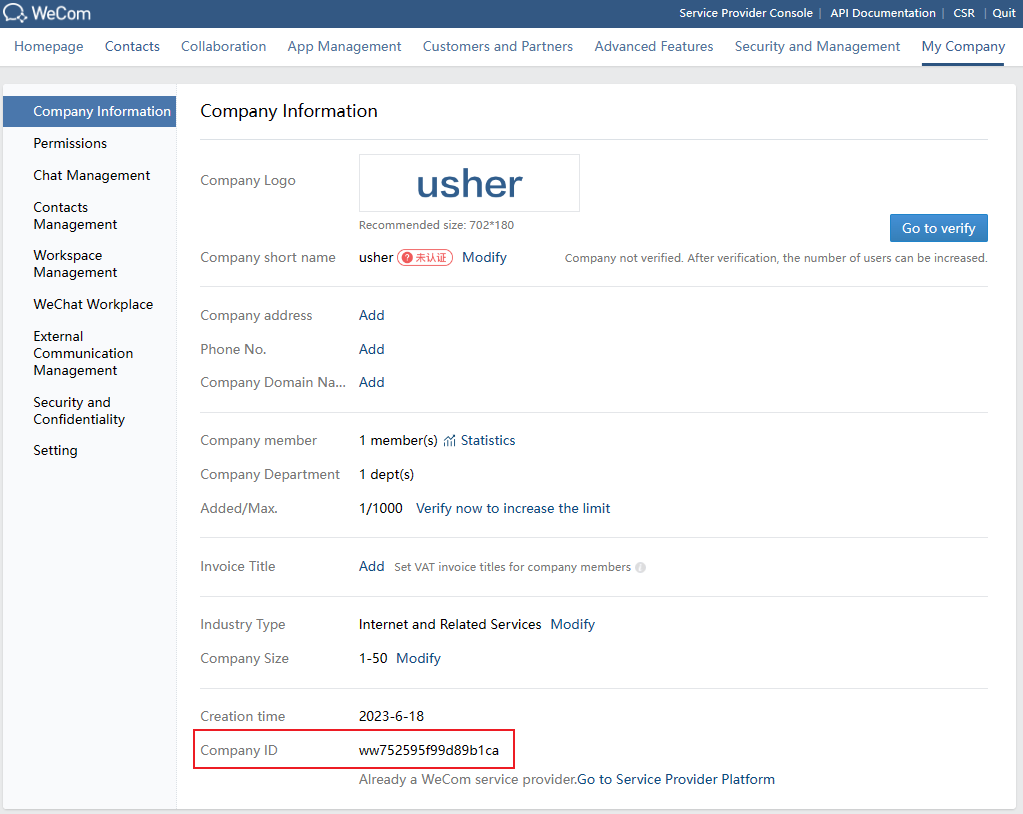 WeCom
Service Provider Console | API Documentation | CSR | Quit
Homepage Contacts Collaboration App Management Customers and Partners Advanced Features Security and Management My Company
Company Information
Permissions
Chat Management
Contacts
Management
Workspace
Management
WeChat Workplace
External
Communication
Management
Security and
Confidentiality
Setting
Company Information
Company Logo
usher
Recommended size: 702*180
Go to verify
Company short name usher ? 未认证 Modify Company not verified. After verification, the number of users can be increased.
Company address Add
Phone No. Add
Company Domain Na... Add
Company member 1 member(s) Statistics
Company Department 1 dept(s)
Added/Max. 1/1000 Verify now to increase the limit
Invoice Title Add Set VAT invoice titles for company members i
Industry Type Internet and Related Services Modify
Company Size 1-50 Modify
Creation time 2023-6-18
Company ID ww752595f99d89b1ca
Already a WeCom service provider.Go to Service Provider Platform